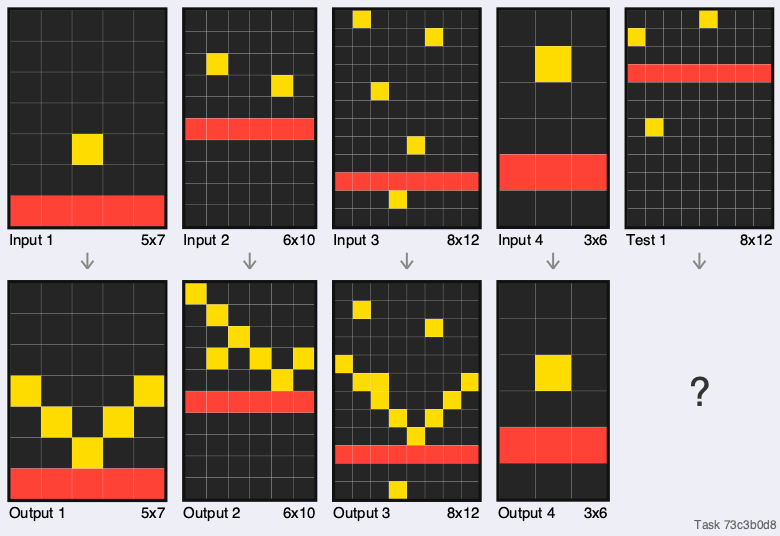 Input 1 5x7
Input 2 6x10
Input 3 8x12
Input 4 3x6
Test 1 8x12
Output 1 5x7
Output 2 6x10
Output 3 8x12
Output 4 3x6
?
Task 73c3b0d8